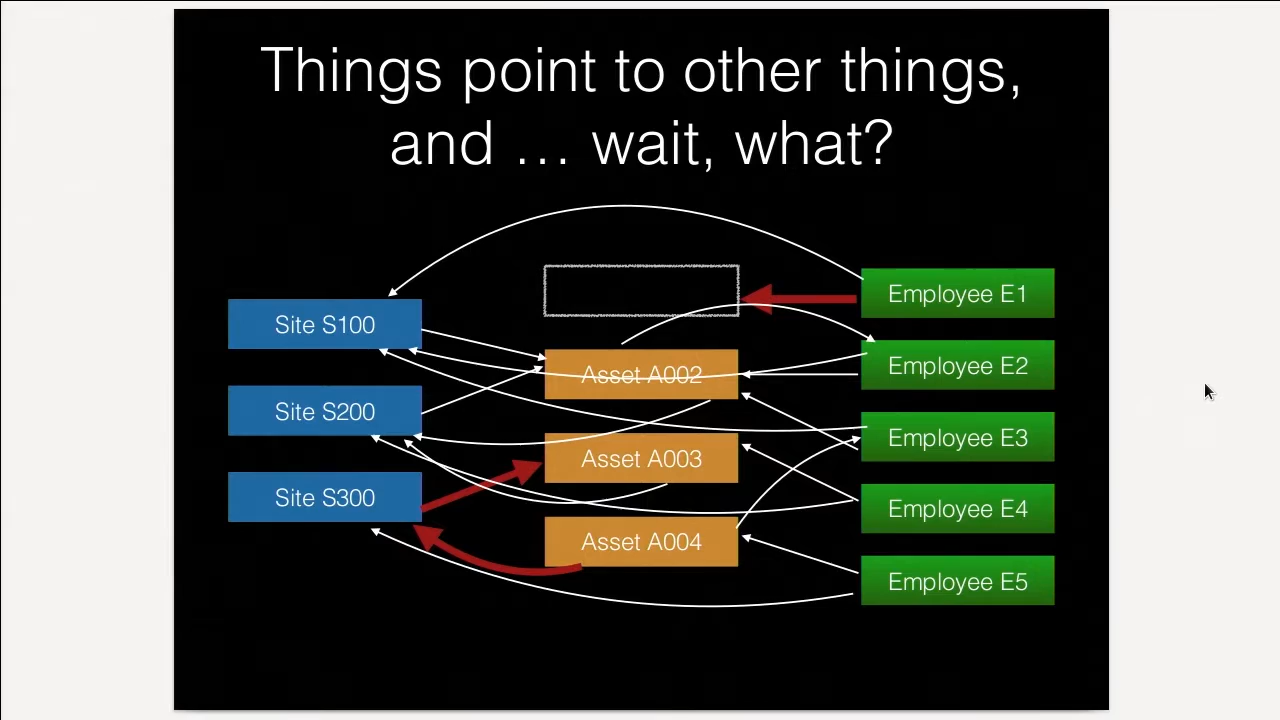 Things point to other things,
and … wait, what?
Employee E1
Site S100
Employee E2
Asset A002
Site S200
Employee E3
Asset A003
Site S300
Employee E4
Asset A004
Employee E5